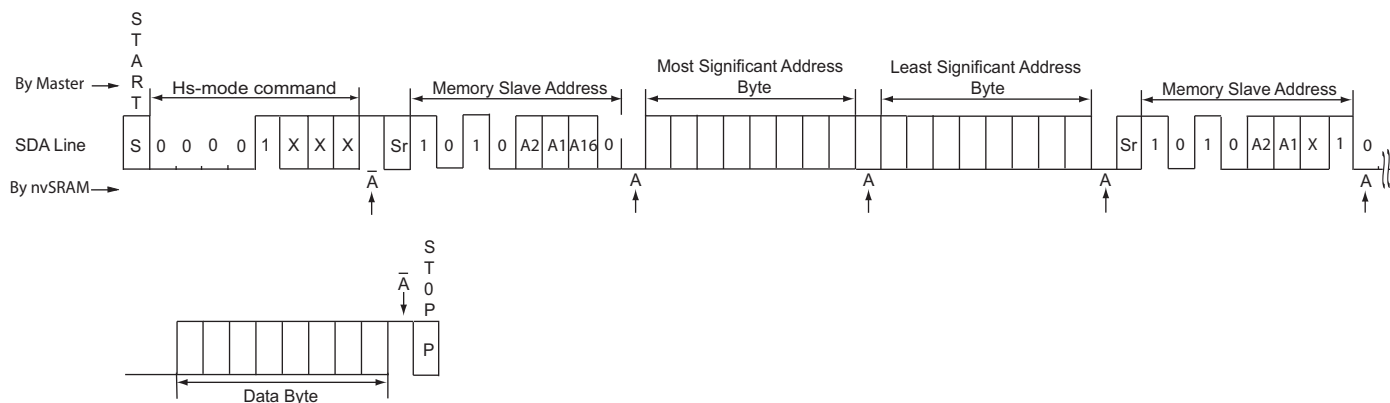 START
By Master
Hs-mode command
Memory Slave Address
Most Significant Address
Byte
Least Significant Address
Byte
Memory Slave Address
SDA Line
S 0 0 0 0 1 X X X Sr 1 0 1 0 A2 A1 A16 0 Sr 1 0 1 0 A2 A1 X 1 0
By nvSRAM
A̅ A A A A
A̅
ST0P
P
Data Byte